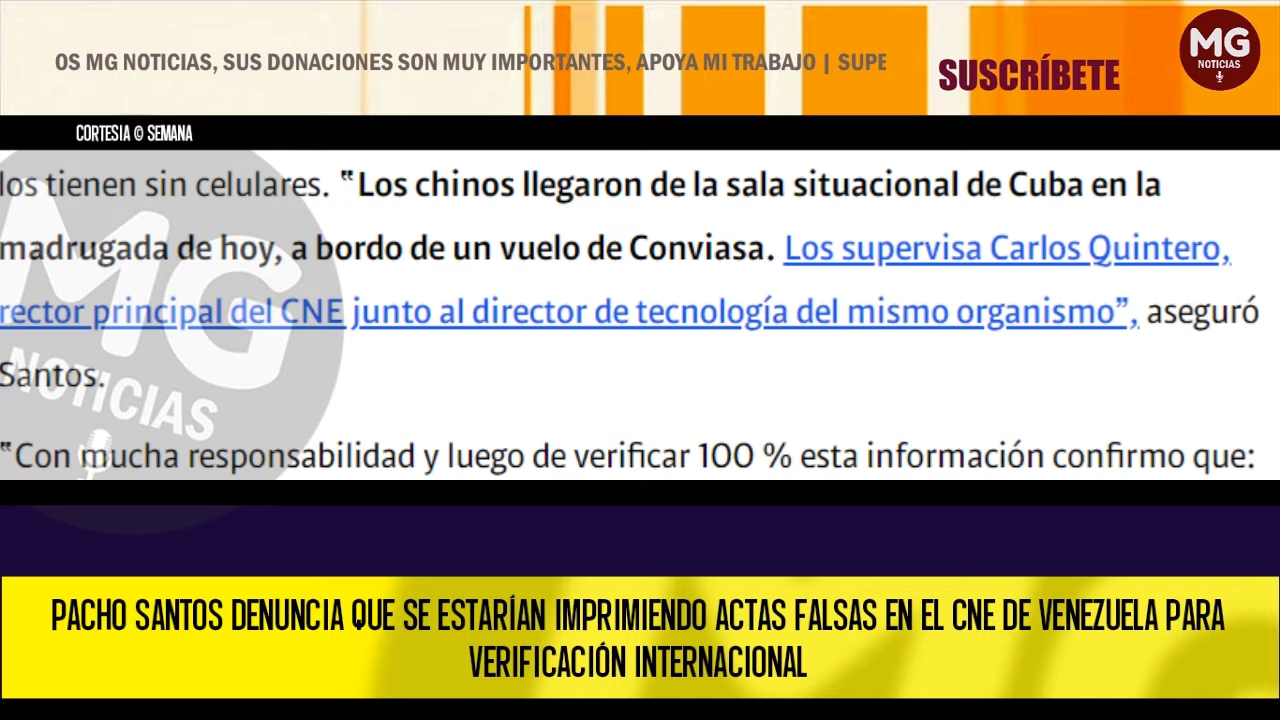 OS MG NOTICIAS, SUS DONACIONES SON MUY IMPORTANTES, APOYA MI TRABAJO | SUPE
SUSCRÍBETE
MG
NOTICIAS
CORTESIA © SEMANA
los tienen sin celulares. “Los chinos llegaron de la sala situacional de Cuba en la
madrugada de hoy, a bordo de un vuelo de Conviasa. Los supervisa Carlos Quintero,
rector principal del CNE junto al director de tecnología del mismo organismo”, aseguró
Santos.
“Con mucha responsabilidad y luego de verificar 100 % esta información confirmo que:
MG
NOTICIAS
PACHO SANTOS DENUNCIA QUE SE ESTARÍAN IMPRIMIENDO ACTAS FALSAS EN EL CNE DE VENEZUELA PARA
VERIFICACIÓN INTERNACIONAL